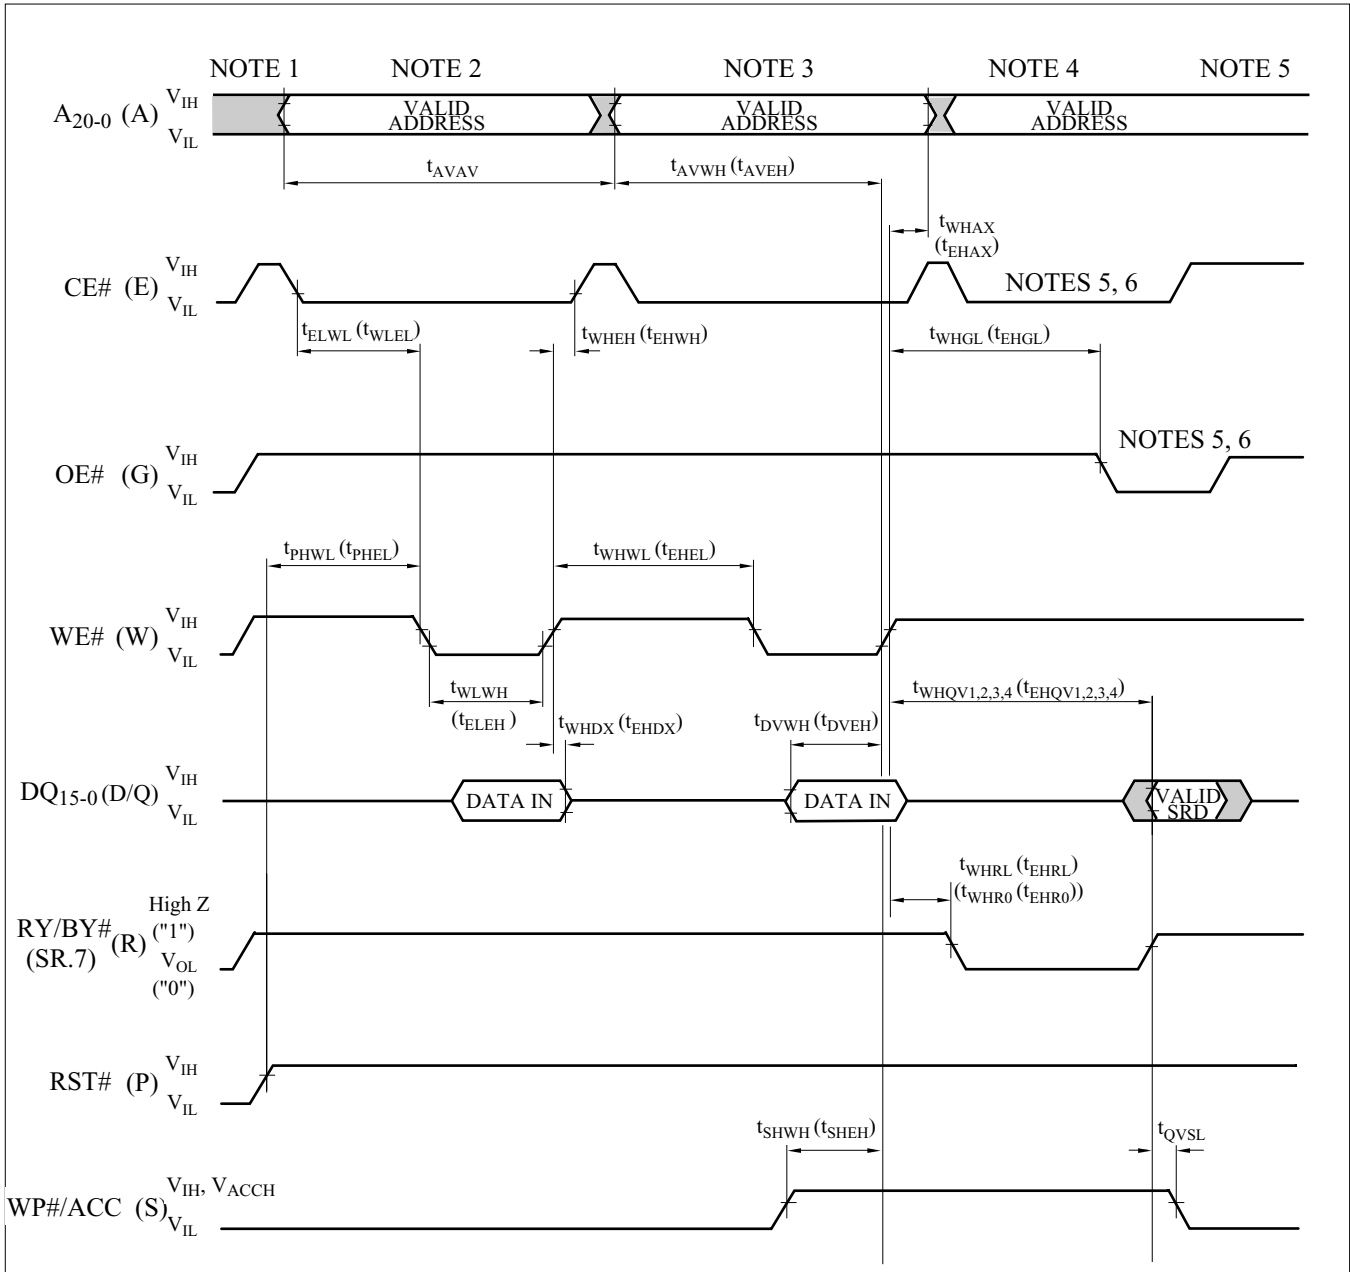 NOTE 1 NOTE 2 NOTE 3 NOTE 4 NOTE 5
A20-0 (A) VIH VIL
VALID ADDRESS VALID ADDRESS VALID ADDRESS
tAVAV tAVWH (tAVEH)
tWHAX
(tEHAX)
CE# (E) VIH VIL
NOTES 5, 6
tELWL (tWLEL) tWHEH (tEHWH) tWHGL (tEHGL)
OE# (G) VIH VIL
NOTES 5, 6
tPHWL (tPHEL) tWHWL (tEHEL)
WE# (W) VIH VIL
tWLWH
(tELEH )
tWHDX (tEHDX) tDVWH (tDVEH) tWHQV1,2,3,4 (tEHQV1,2,3,4)
DQ15-0 (D/Q) VIH VIL
DATA IN DATA IN VALID SRD
tWHRL (tEHRL)
(tWHR0 (tEHR0))
RY/BY# (R)
(SR.7)
High Z
("1")
VOL
("0")
RST# (P) VIH VIL
tSHWH (tSHEH) tQVSL
WP#/ACC (S) VIH, VACCH VIL